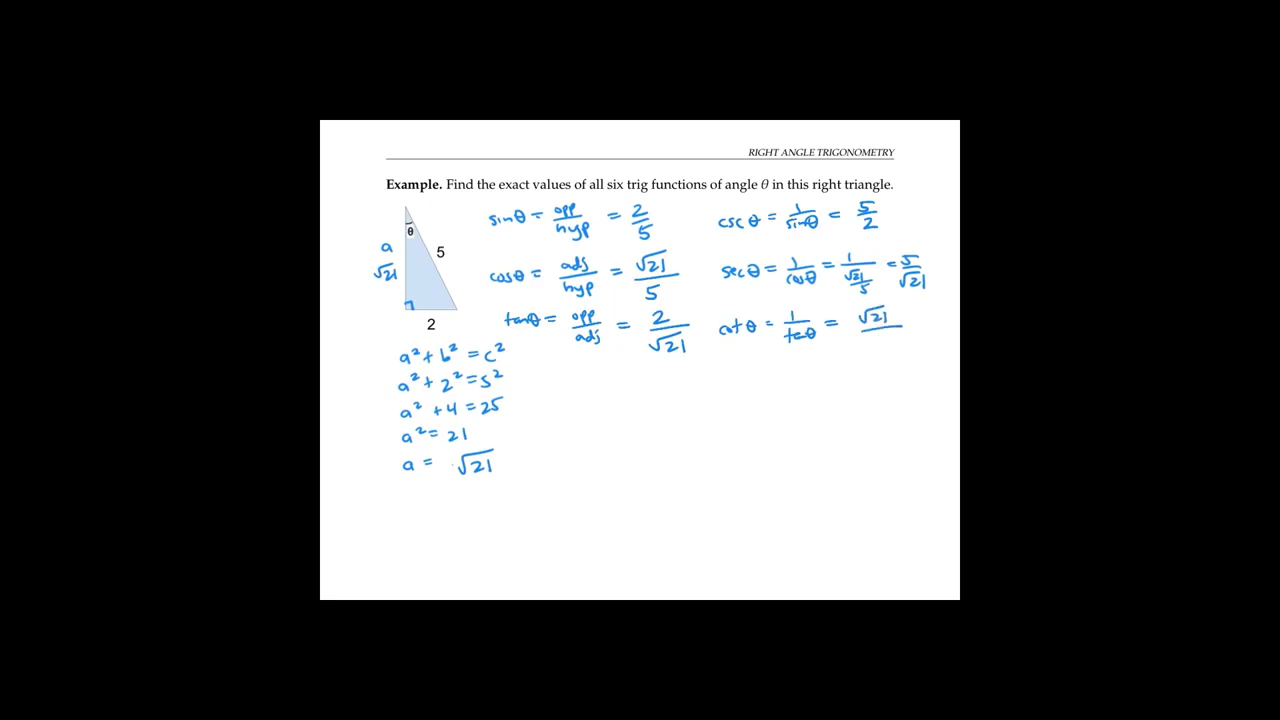 RIGHT ANGLE TRIGONOMETRY
Example. Find the exact values of all six trig functions of angle θ in this right triangle.
θ
a
√21
5
2
sinθ = opp/hyp = 2/5
cosθ = adj/hyp = √21/5
tanθ = opp/adj = 2/√21
cscθ = 1/sinθ = 5/2
secθ = 1/cosθ = 1/(√21/5) = 5/√21
cotθ = 1/tanθ = √21/
a² + b² = c²
a² + 2² = 5²
a² + 4 = 25
a² = 21
a = √21